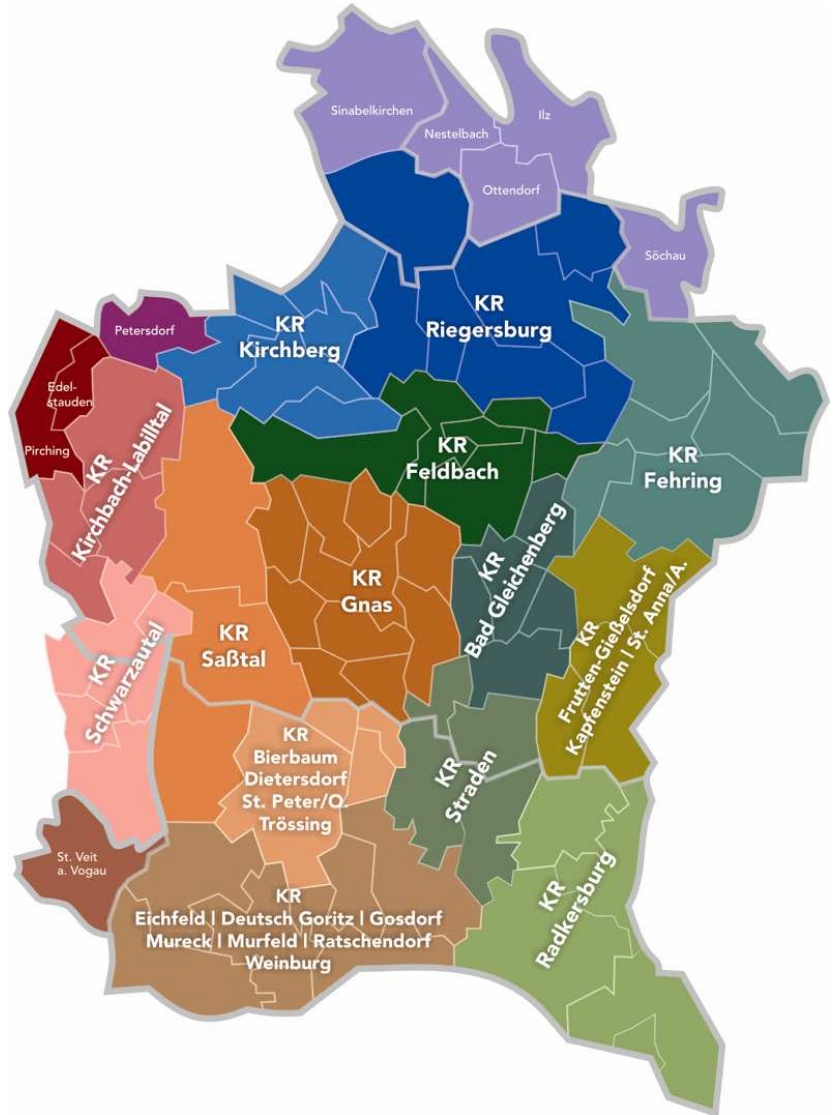 Sinabelkirchen
Nestelbach
Ilz
Ottendorf
Söchau
KR
Riegersburg
KR
Kirchberg
Petersdorf
Edel-
stauden
Pirching
KR
Kirchbach-Labilltal
KR
Feldbach
KR
Fehring
KR
Bad Gleichenberg
KR
Gnas
KR
Frutten-Gießelsdorf
Kapfenstein | St. Anna/A.
KR
Saßtal
KR
Schwarzautal
KR
Bierbaum
Dietersdorf
St. Peter/O.
Trössing
KR
Straden
St. Veit
a. Vogau
KR
Eichfeld | Deutsch Goritz | Gosdorf
Mureck | Murfeld | Ratschendorf
Weinburg
KR
Radkersburg